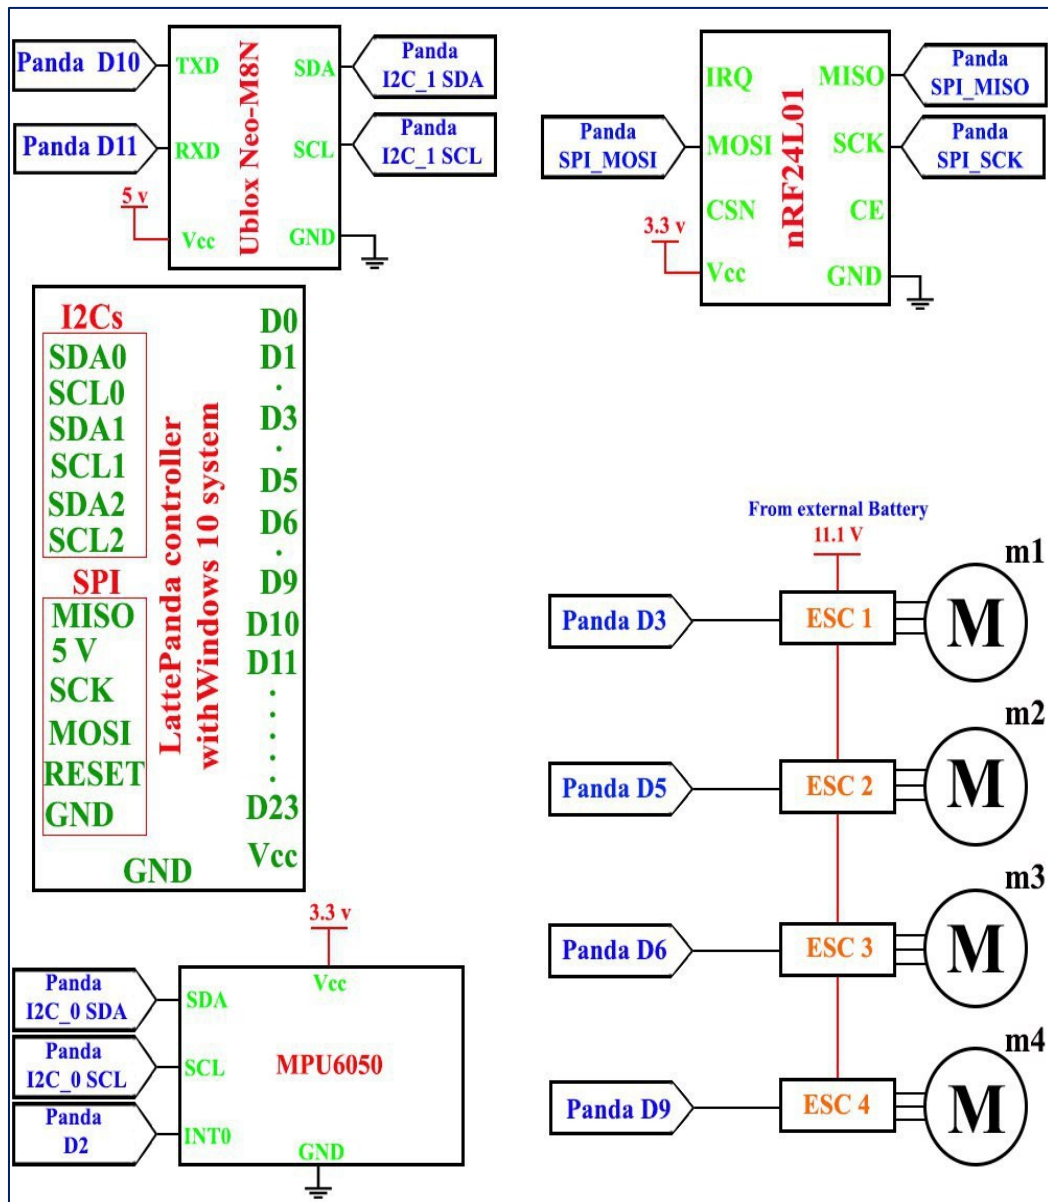 Panda D10
TXD
Panda D11
RXD
5 v
Vcc
Ublox Neo-M8N
SDA
SCL
GND
Panda
I2C_1 SDA
Panda
I2C_1 SCL
Panda
SPI_MOSI
3.3 v
IRQ
MOSI
CSN
Vcc
nRF24L01
MISO
SCK
CE
GND
Panda
SPI_MISO
Panda
SPI_SCK
I2Cs
SDA0
SCL0
SDA1
SCL1
SDA2
SCL2
SPI
MISO
5 V
SCK
MOSI
RESET
GND
GND
LattePanda controller
withWindows 10 system
D0
D1
.
D3
.
D5
D6
.
D9
D10
D11
.
.
.
.
.
D23
Vcc
From external Battery
11.1 V
Panda D3
ESC 1
M
m1
Panda D5
ESC 2
M
m2
Panda D6
ESC 3
M
m3
Panda D9
ESC 4
M
m4
3.3 v
Vcc
Panda
I2C_0 SDA
SDA
Panda
I2C_0 SCL
SCL
MPU6050
Panda
D2
INT0
GND